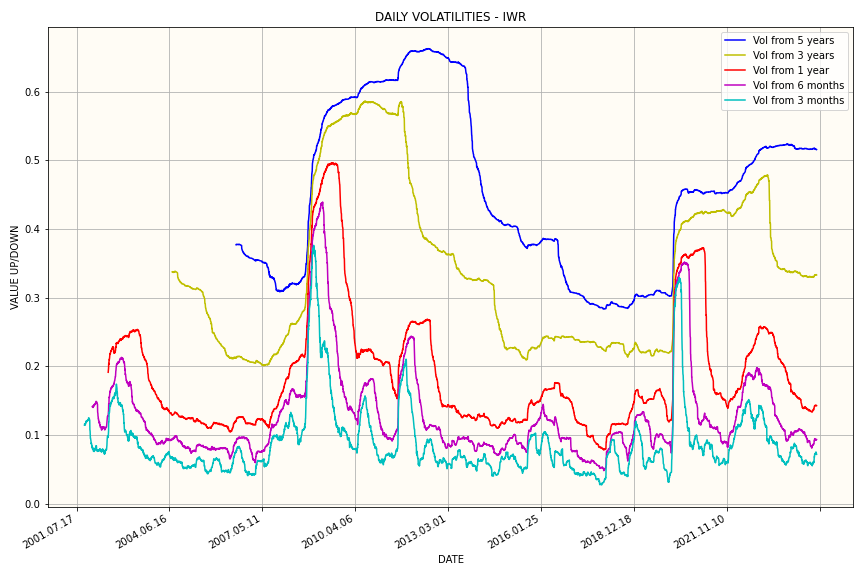 DAILY VOLATILITIES - IWR
Vol from 5 years
Vol from 3 years
Vol from 1 year
Vol from 6 months
Vol from 3 months
VALUE UP/DOWN
0.6
0.5
0.4
0.3
0.2
0.1
0.0
2001.07.17
2004.06.16
2007.05.11
2010.04.06
2013.03.01
2016.01.25
2018.12.18
2021.11.10
DATE